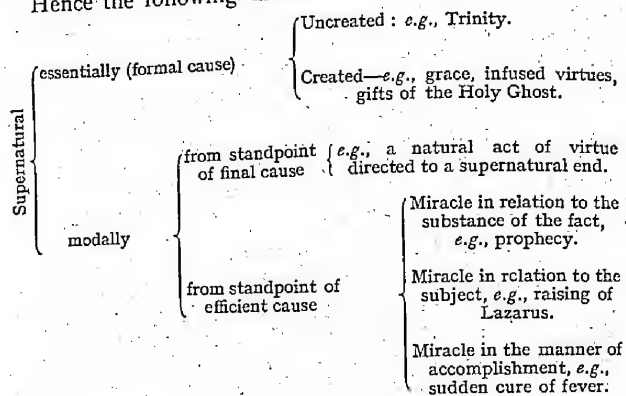 Hence the following
Uncreated : e.g., Trinity.
essentially (formal cause)
Created—e.g., grace, infused virtues,
gifts of the Holy Ghost.
Supernatural
from standpoint
of final cause
e.g., a natural act of virtue
directed to a supernatural end.
modally
Miracle in relation to the
substance of the fact,
e.g., prophecy.
from standpoint of
efficient cause
Miracle in relation to the
subject, e.g., raising of
Lazarus.
Miracle in the manner of
accomplishment, e.g.,
sudden cure of fever.